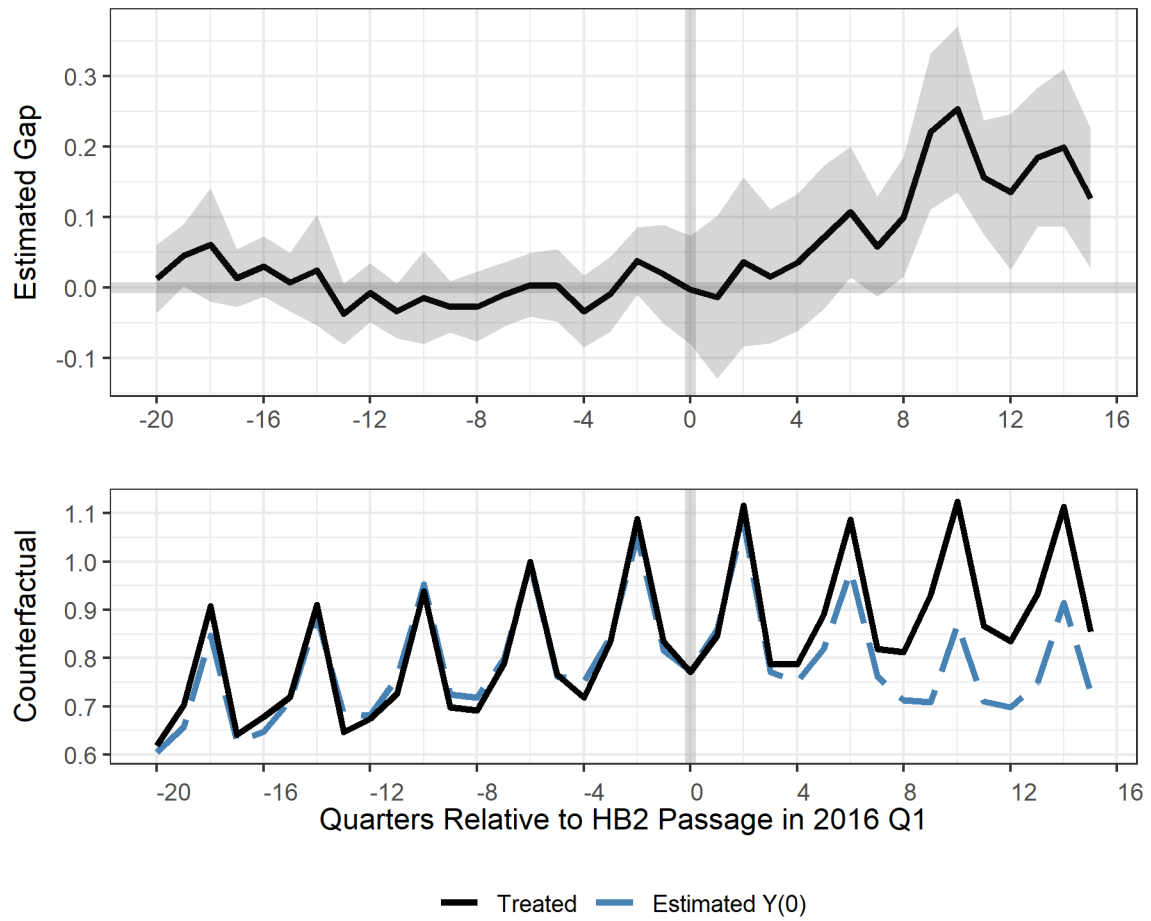 Estimated Gap
0.3
0.2
0.1
0.0
-0.1
-20 -16 -12 -8 -4 0 4 8 12 16
Counterfactual
1.1
1.0
0.9
0.8
0.7
0.6
-20 -16 -12 -8 -4 0 4 8 12 16
Quarters Relative to HB2 Passage in 2016 Q1
Treated Estimated Y(0)